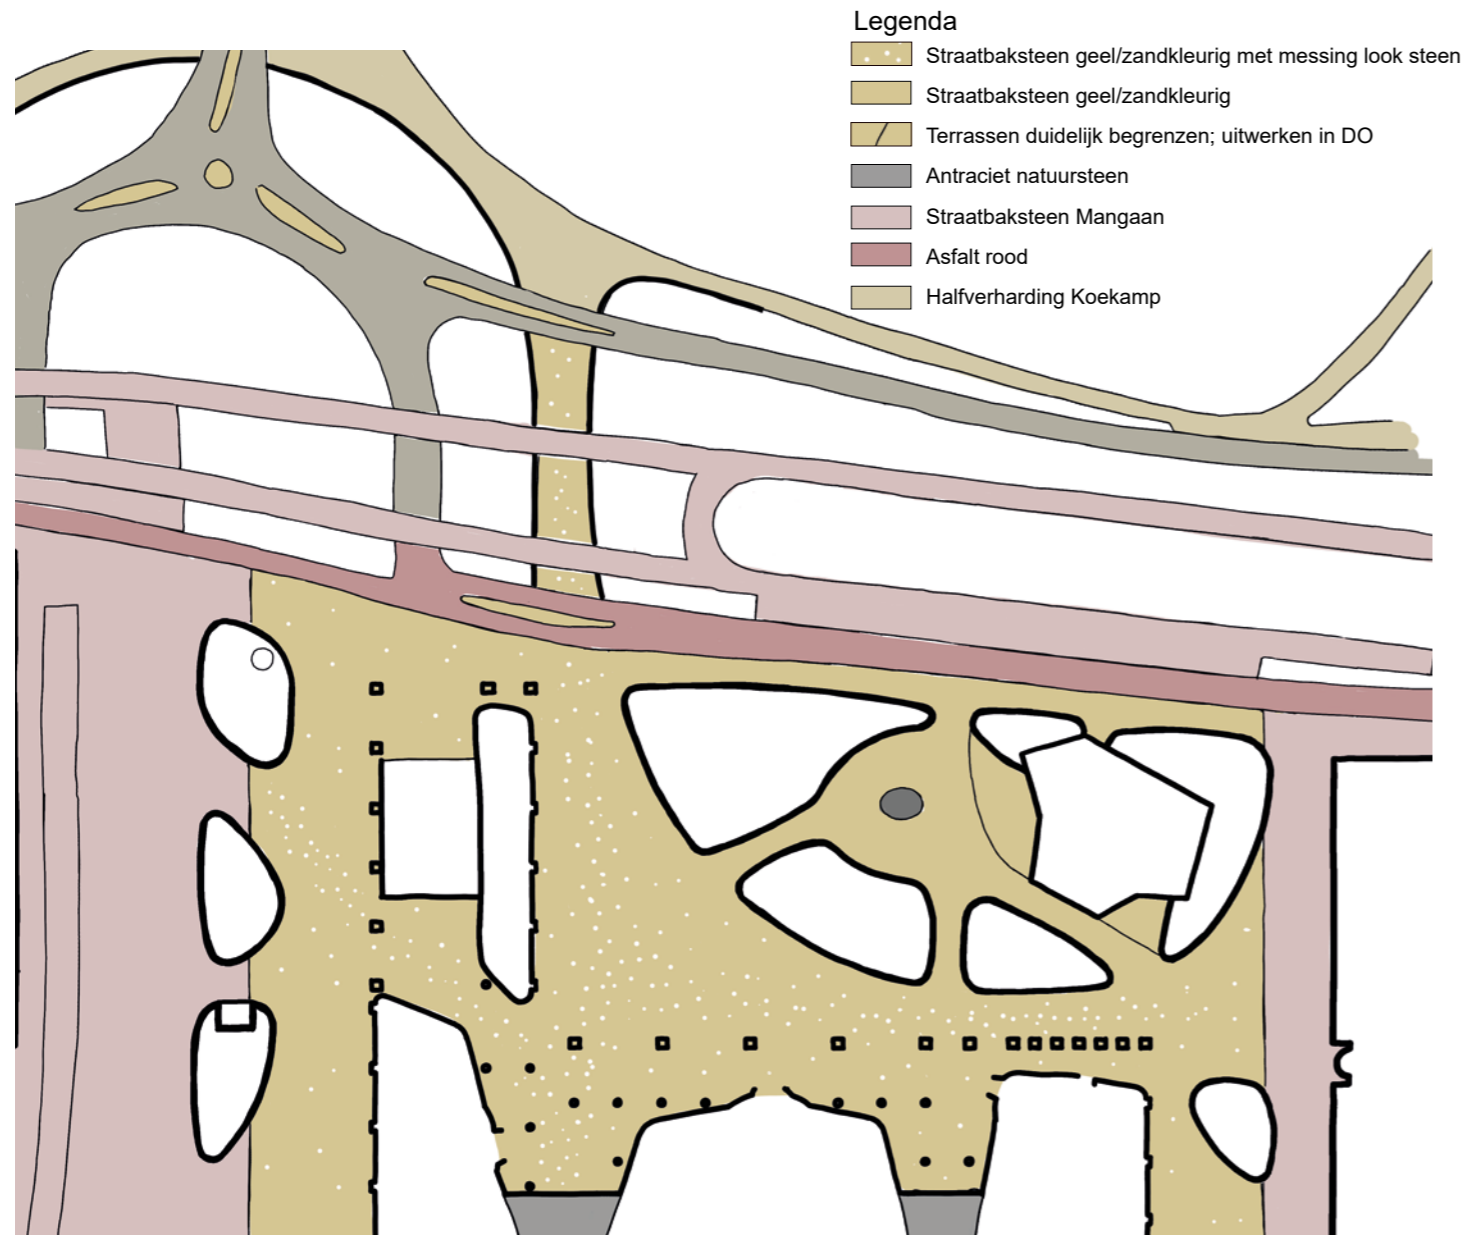 Legenda
Straatbaksteen geel/zandkleurig met messing look steen
Straatbaksteen geel/zandkleurig
Terrassen duidelijk begrenzen; uitwerken in DO
Antraciet natuursteen
Straatbaksteen Mangaan
Asfalt rood
Halfverharding Koekamp